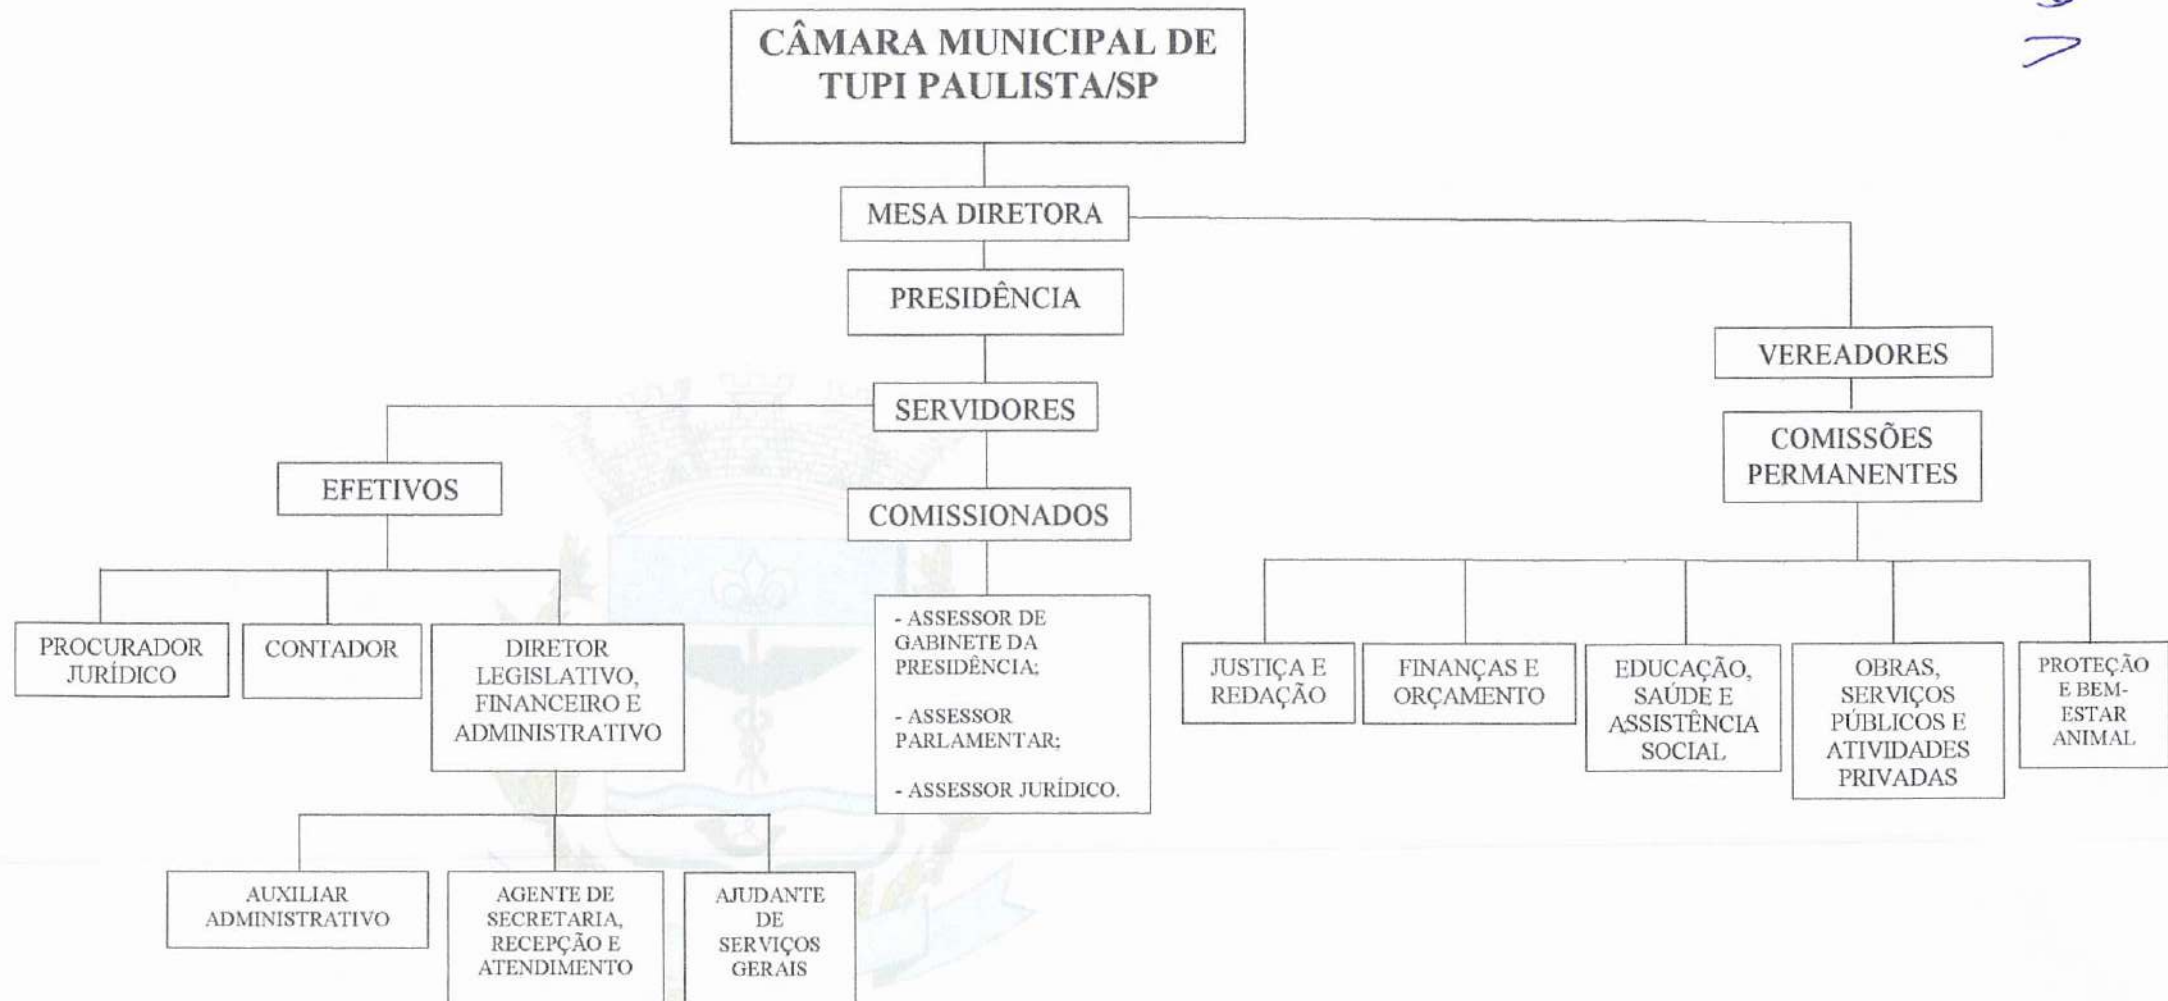 CÂMARA MUNICIPAL DE
TUPI PAULISTA/SP
MESA DIRETORA
PRESIDÊNCIA
VEREADORES
SERVIDORES
COMISSÕES
PERMANENTES
EFETIVOS
COMISSIONADOS
PROCURADOR
JURÍDICO
CONTADOR
DIRETOR
LEGISLATIVO,
FINANCEIRO E
ADMINISTRATIVO
- ASSESSOR DE
GABINETE DA
PRESIDÊNCIA;
- ASSESSOR
PARLAMENTAR;
- ASSESSOR JURÍDICO.
JUSTIÇA E
REDAÇÃO
FINANÇAS E
ORÇAMENTO
EDUCAÇÃO,
SAÚDE E
ASSISTÊNCIA
SOCIAL
OBRAS,
SERVIÇOS
PÚBLICOS E
ATIVIDADES
PRIVADAS
PROTEÇÃO
E BEM-
ESTAR
ANIMAL
AUXILIAR
ADMINISTRATIVO
AGENTE DE
SECRETARIA,
RECEPÇÃO E
ATENDIMENTO
AJUDANTE
DE
SERVIÇOS
GERAIS